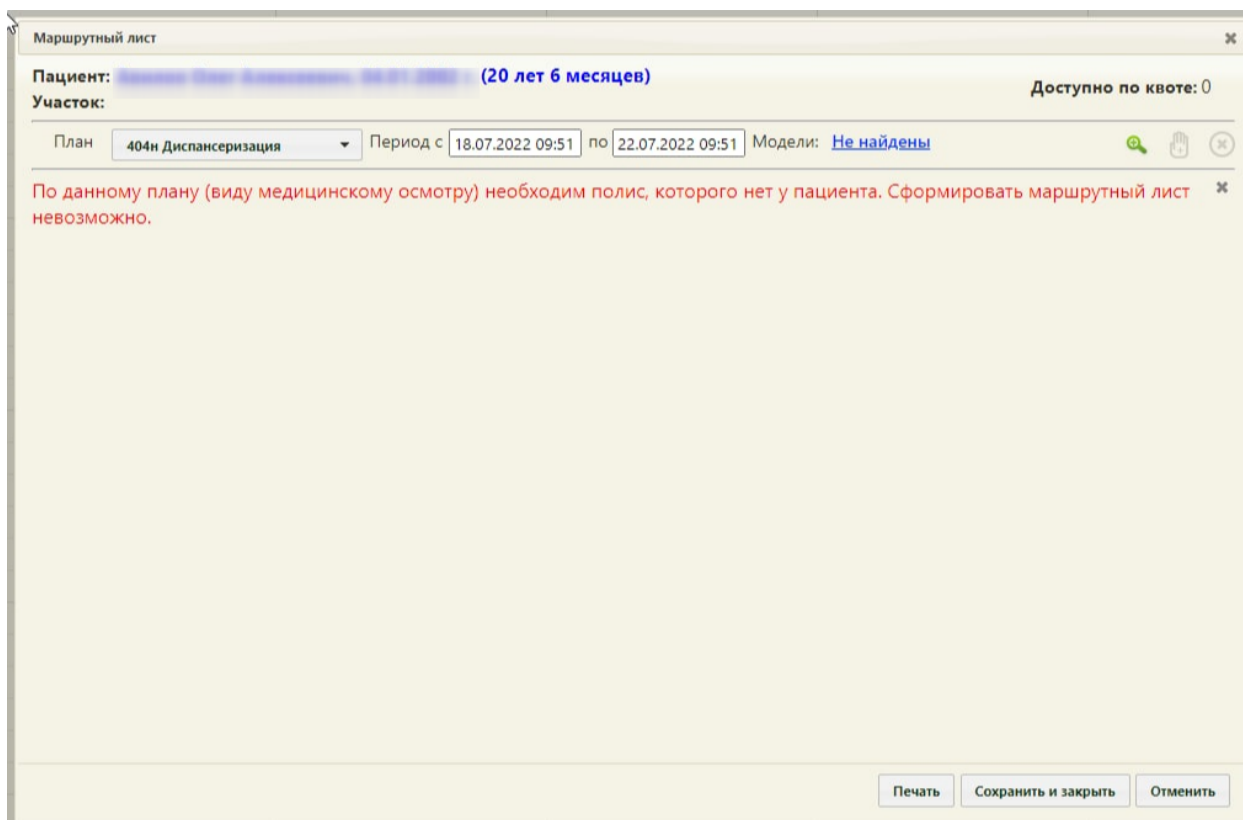 Маршрутный лист
Пациент: (20 лет 6 месяцев)
Участок:
Доступно по квоте: 0
План 404н Диспансеризация Период с 18.07.2022 09:51 по 22.07.2022 09:51 Модели: Не найдены
По данному плану (виду медицинскому осмотру) необходим полис, которого нет у пациента. Сформировать маршрутный лист
невозможно.
Печать Сохранить и закрыть Отменить